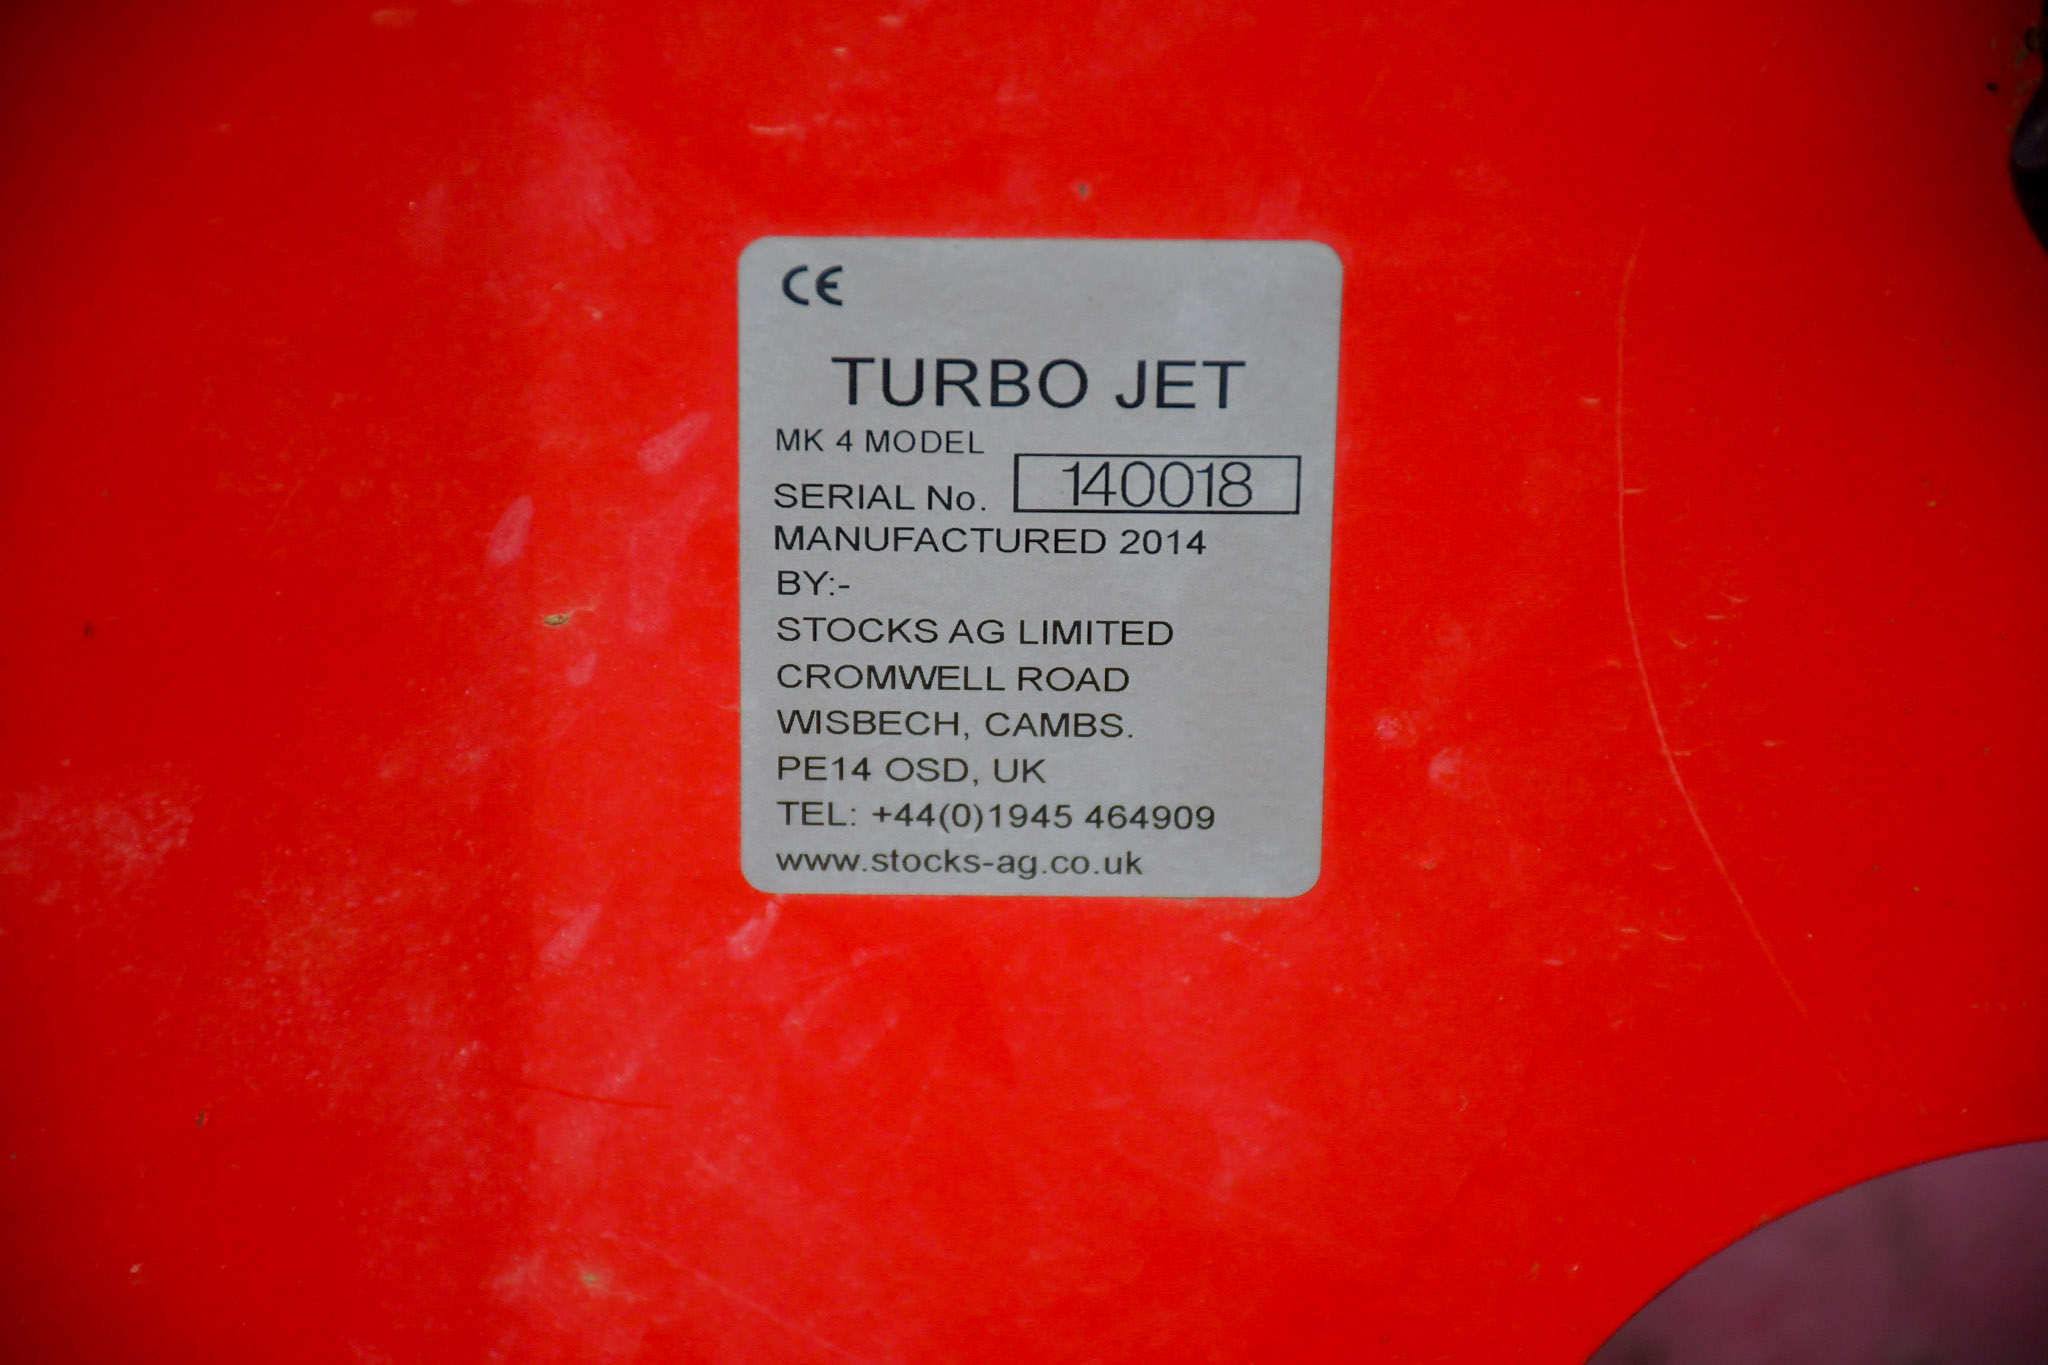 CE
TURBO JET
MK 4 MODEL
SERIAL No. 140018
MANUFACTURED 2014
BY:-
STOCKS AG LIMITED
CROMWELL ROAD
WISBECH, CAMBS.
PE14 OSD, UK
TEL: +44(0)1945 464909
www.stocks-ag.co.uk